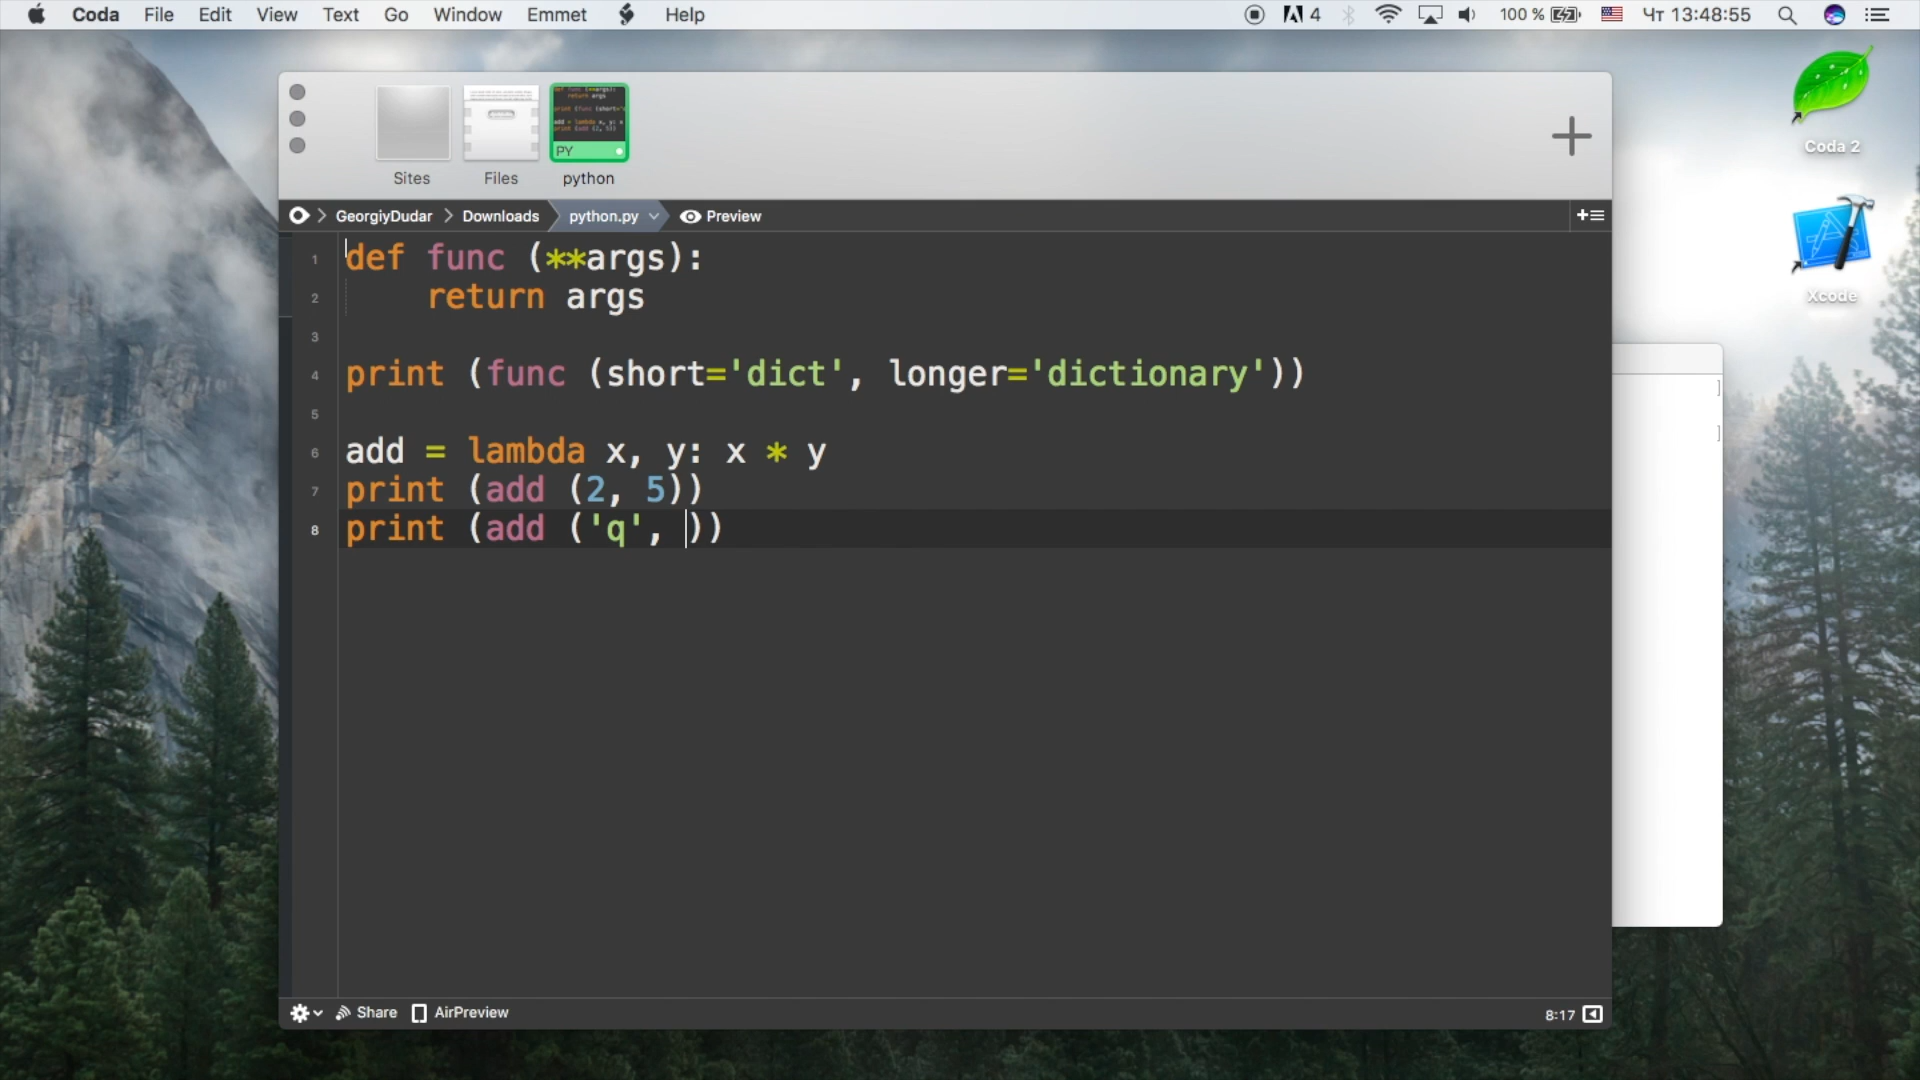 Coda File Edit View Text Go Window Emmet Help 4 100 % Чт 13:48:55
Coda 2
Xcode
PY
Sites Files python
GeorgiyDudar Downloads python.py Preview
1 def func (**args):
2 return args
3
4 print (func (short='dict', longer='dictionary'))
5
6 add = lambda x, y: x * y
7 print (add (2, 5))
8 print (add ('q', ))
Share AirPreview 8:17